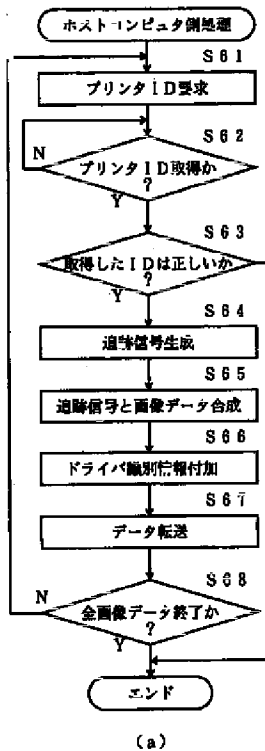 ホストコンピュタ側処理
S61
プリンタID要求
S62
N
プリンタID取得か
?
Y
S63
取得したIDは正しいか
?
Y
S64
追跡信号生成
S65
追跡信号と画像データ合成
S66
ドライバ識別情報付加
S67
データ転送
S68
N
全画像データ終了か
?
Y
エンド
(a)